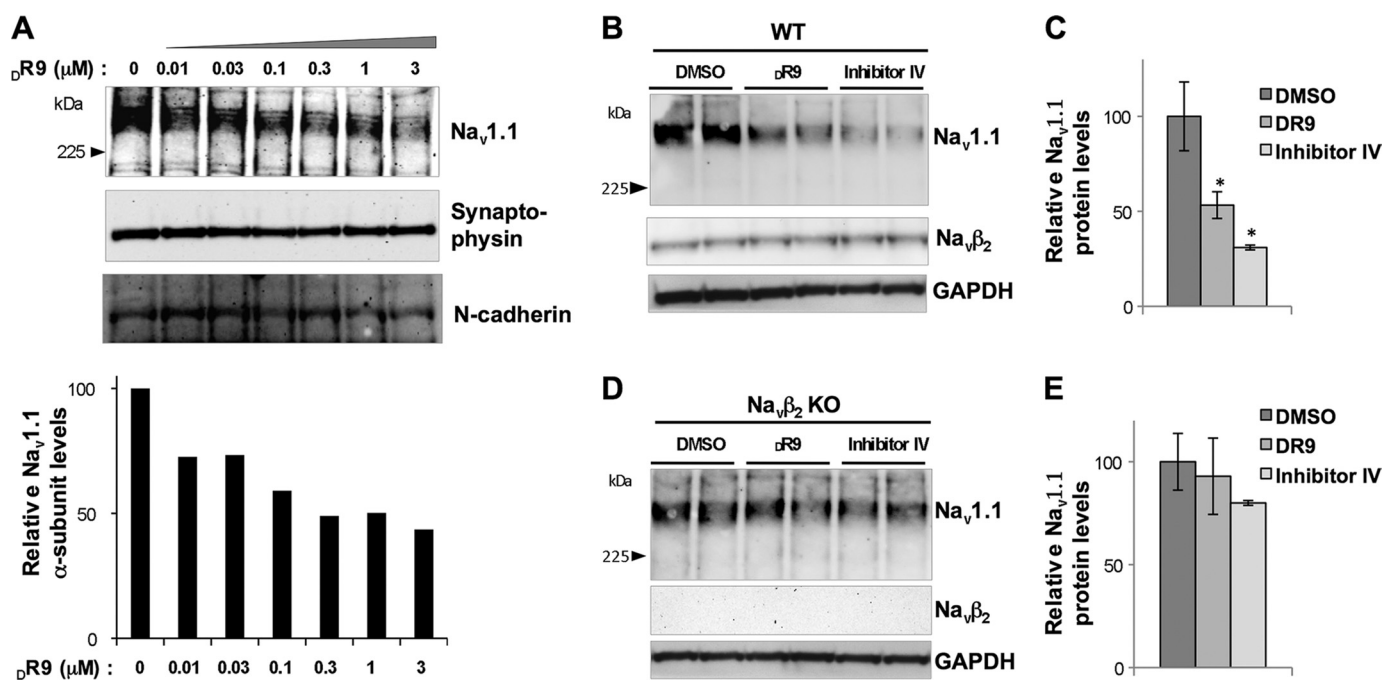 A
DR9 (μM) : 0 0.01 0.03 0.1 0.3 1 3
kDa
225
Nav1.1
Synapto-
physin
N-cadherin
Relative Nav1.1
α-subunit levels
100
50
0
DR9 (μM) : 0 0.01 0.03 0.1 0.3 1 3
B
WT
DMSO DR9 Inhibitor IV
kDa
225
Nav1.1
Navβ2
GAPDH
C
Relative Nav1.1
protein levels
100
50
0
* *
DMSO
DR9
Inhibitor IV
D
Navβ2 KO
DMSO DR9 Inhibitor IV
kDa
225
Nav1.1
Navβ2
GAPDH
E
Relative Nav1.1
protein levels
100
50
0
DMSO
DR9
Inhibitor IV